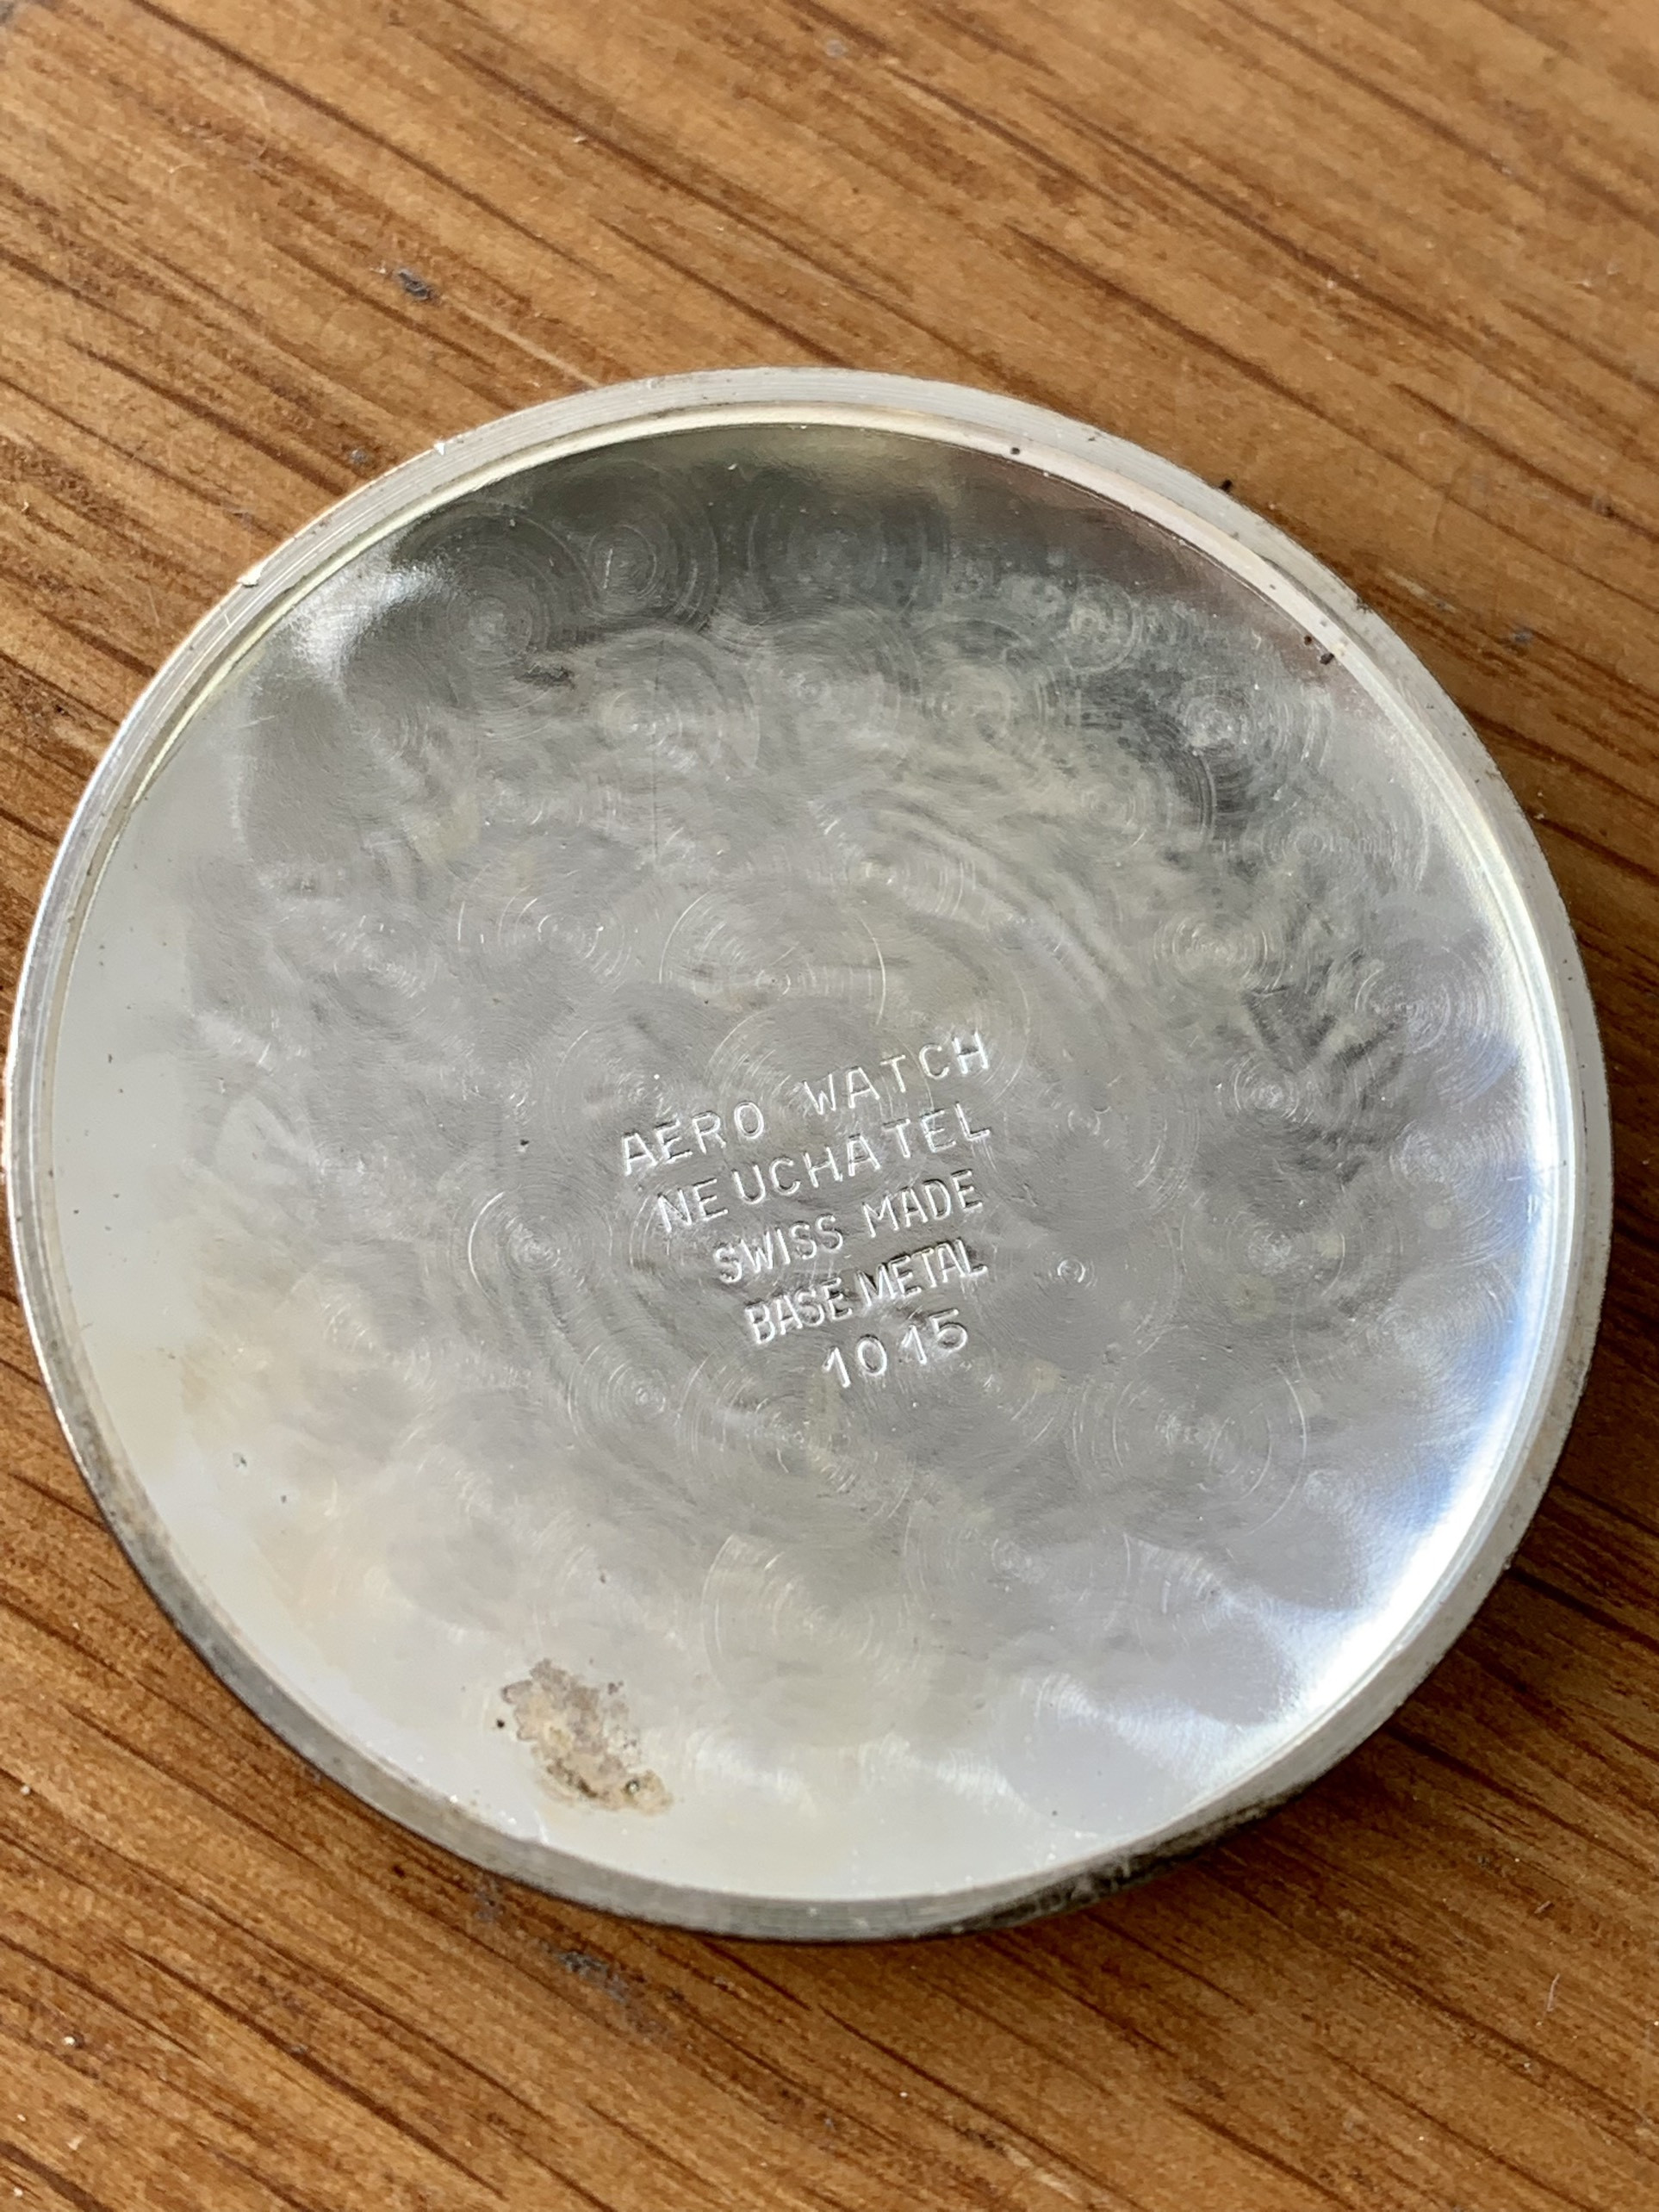 AERO WATCH
NEUCHATEL
SWISS MADE
BASE METAL
1015